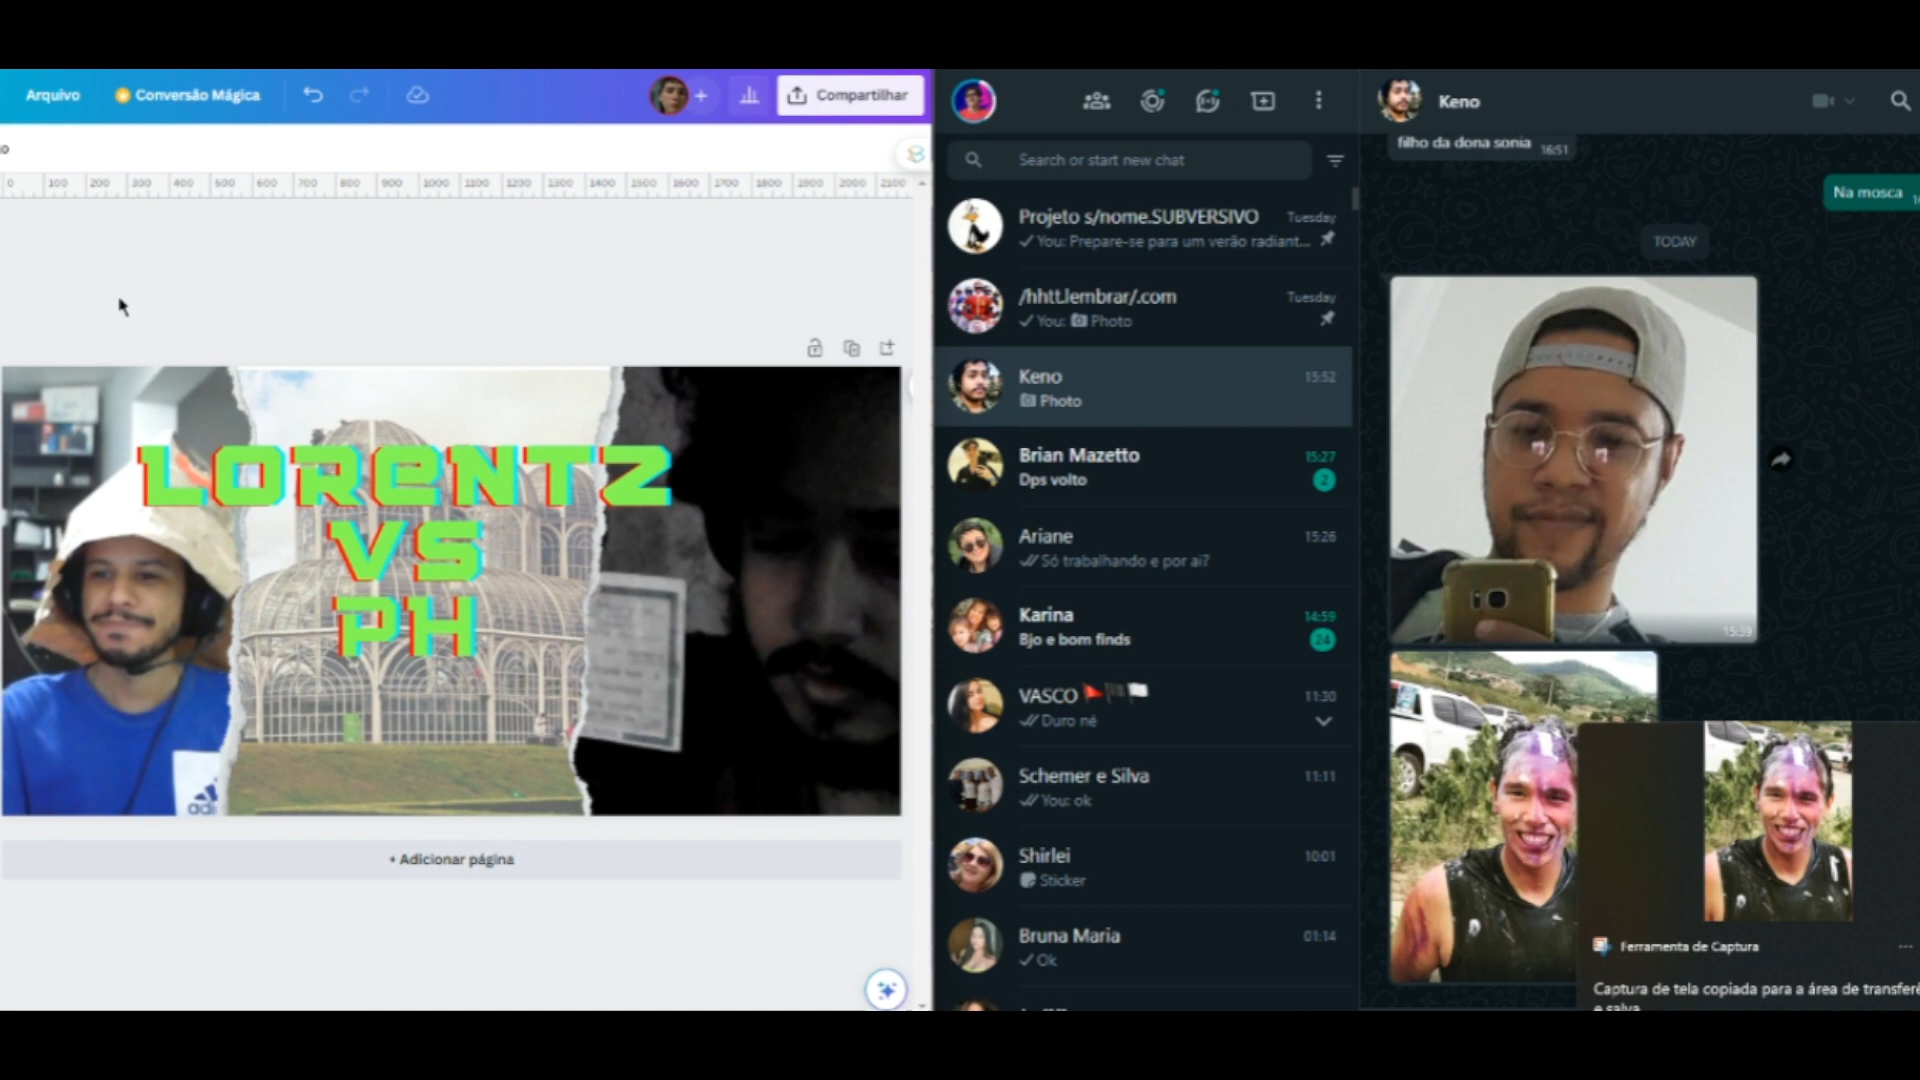 Arquivo
Conversão Mágica
Compartilhar
0 100 200 300 400 500 600 700 800 900 1000 1100 1200 1300 1400 1500 1600 1700 1800 1900 2000 2100
LORENTZ
VS
PH
adi
+ Adicionar página
Search or start new chat
Projeto s/nome.SUBVERSIVO Tuesday
You: Prepare-se para um verão radiant...
/hhtt.lembrar/.com Tuesday
You: Photo
Keno 15:52
Photo
Brian Mazetto 15:27
Dps volto 2
Ariane 15:26
Só trabalhando e por ai?
Karina 14:59
Bjo e bom finds 24
VASCO 11:30
Duro né
Schemer e Silva 11:11
You: ok
Shirlei 10:01
Sticker
Bruna Maria 01:14
Ok
Keno
filho da dona sonia 16:51
Na mosca
TODAY
15:39
Ferramenta de Captura
Captura de tela copiada para a área de transferê
e salva